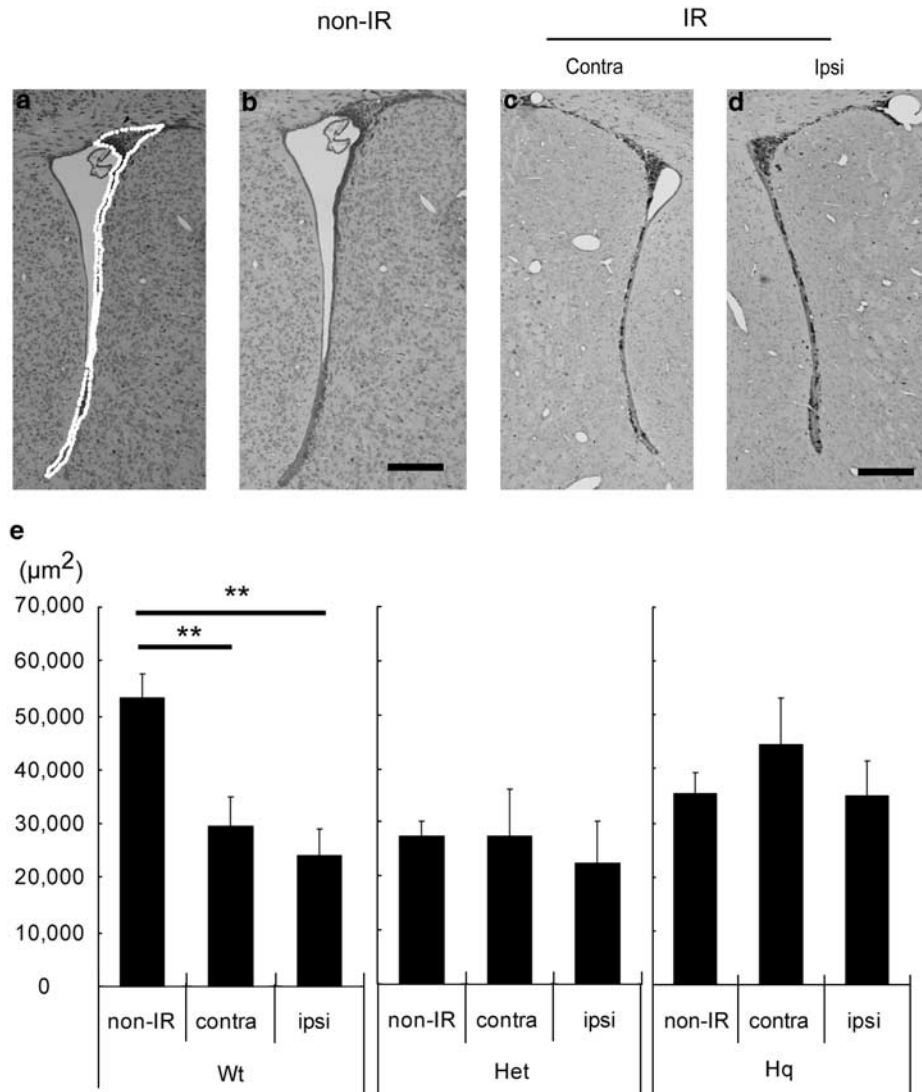 non-IR
IR
Contra
Ipsi
a
b
c
d
e
(µm²)
70,000
60,000
50,000
40,000
30,000
20,000
10,000
0
**
**
non-IR
contra
ipsi
non-IR
contra
ipsi
non-IR
contra
ipsi
Wt
Het
Hq